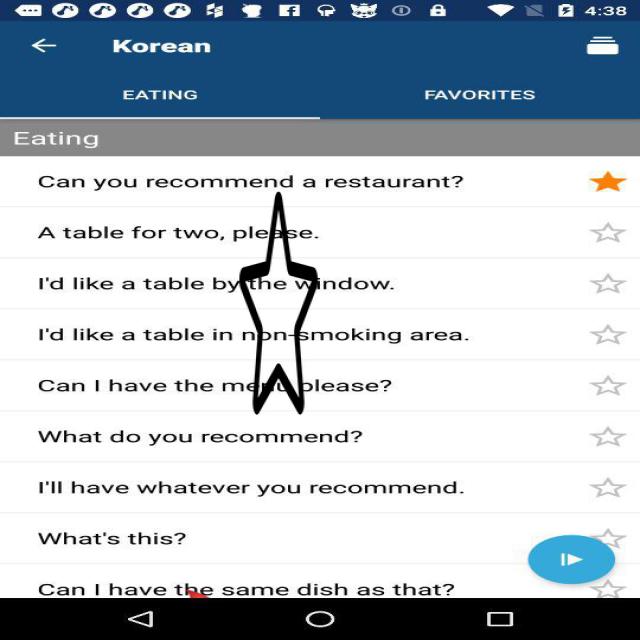 4:38
Korean
EATING
FAVORITES
Eating
Can you recommend a restaurant?
A table for two, please.
I'd like a table by the window.
I'd like a table in non-smoking area.
Can I have the menu please?
What do you recommend?
I'll have whatever you recommend.
What's this?
Can I have the same dish as that?